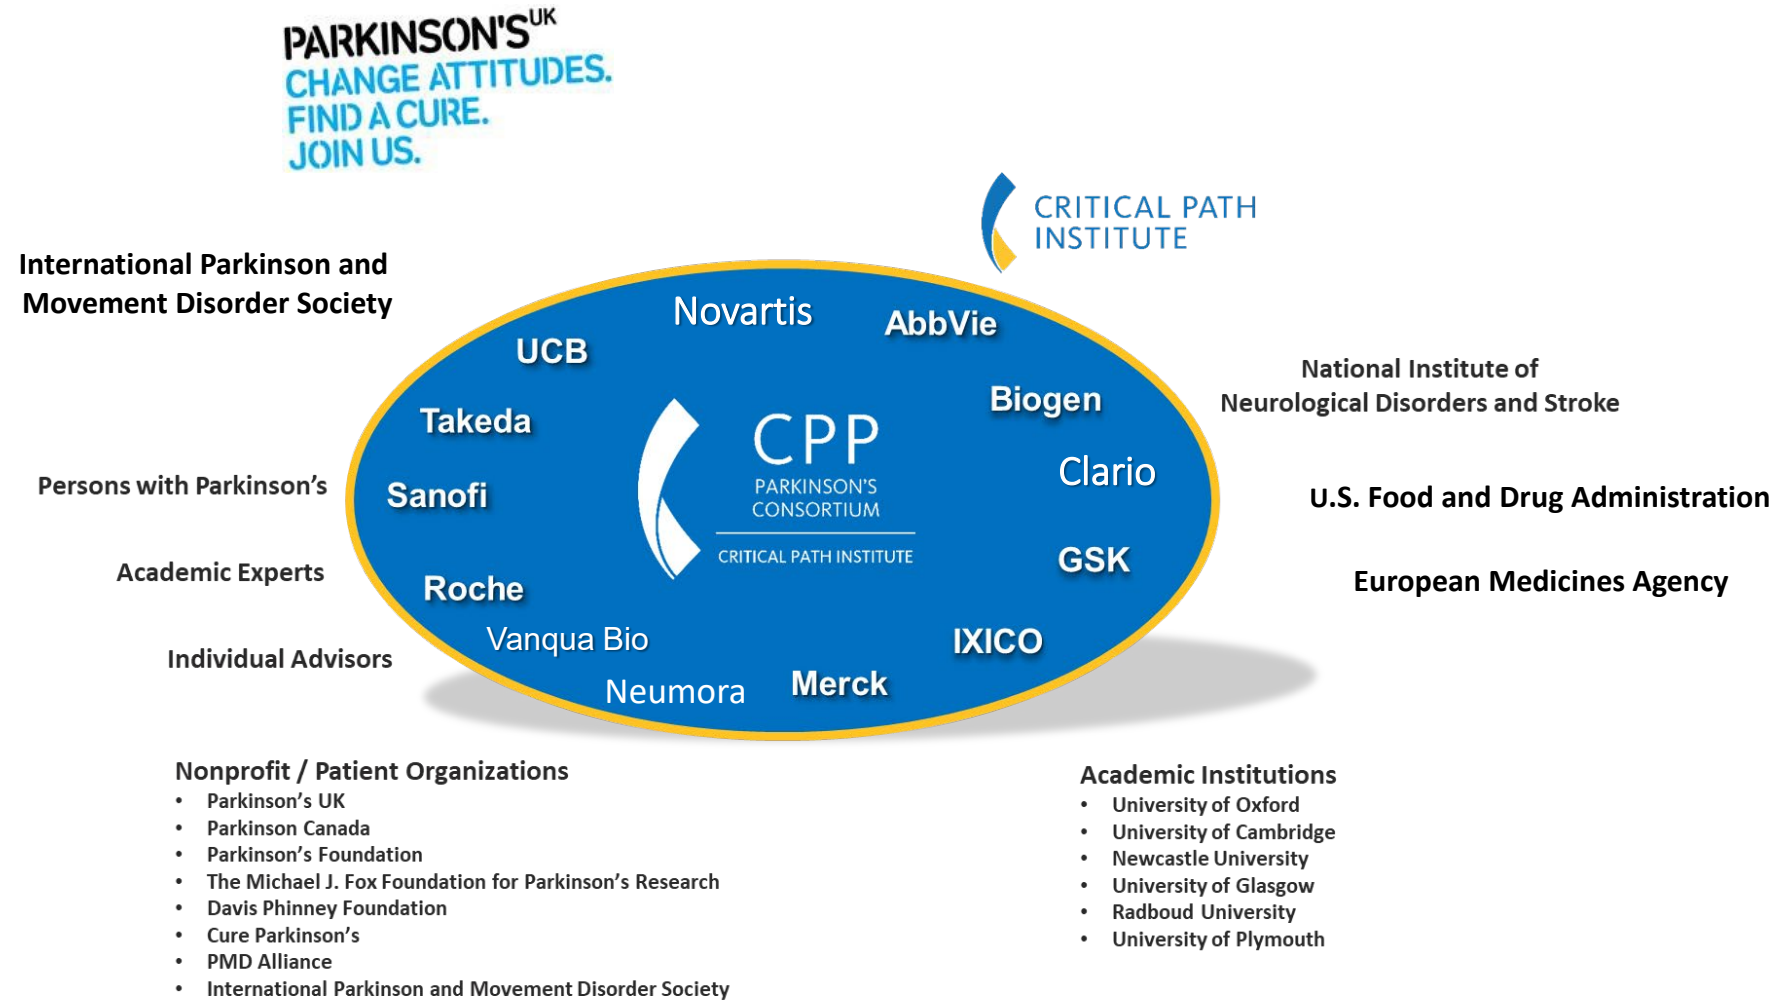 PARKINSON'S UK
CHANGE ATTITUDES.
FIND A CURE.
JOIN US.
CRITICAL PATH
INSTITUTE
International Parkinson and
Movement Disorder Society
Novartis
AbbVie
UCB
Biogen
Takeda
Clario
Sanofi
GSK
Roche
IXICO
Vanqua Bio
Merck
Neumora
CPP
PARKINSON'S
CONSORTIUM
CRITICAL PATH INSTITUTE
National Institute of
Neurological Disorders and Stroke
Persons with Parkinson’s
U.S. Food and Drug Administration
Academic Experts
European Medicines Agency
Individual Advisors
Nonprofit / Patient Organizations
• Parkinson’s UK
• Parkinson Canada
• Parkinson’s Foundation
• The Michael J. Fox Foundation for Parkinson’s Research
• Davis Phinney Foundation
• Cure Parkinson’s
• PMD Alliance
• International Parkinson and Movement Disorder Society
Academic Institutions
• University of Oxford
• University of Cambridge
• Newcastle University
• University of Glasgow
• Radboud University
• University of Plymouth